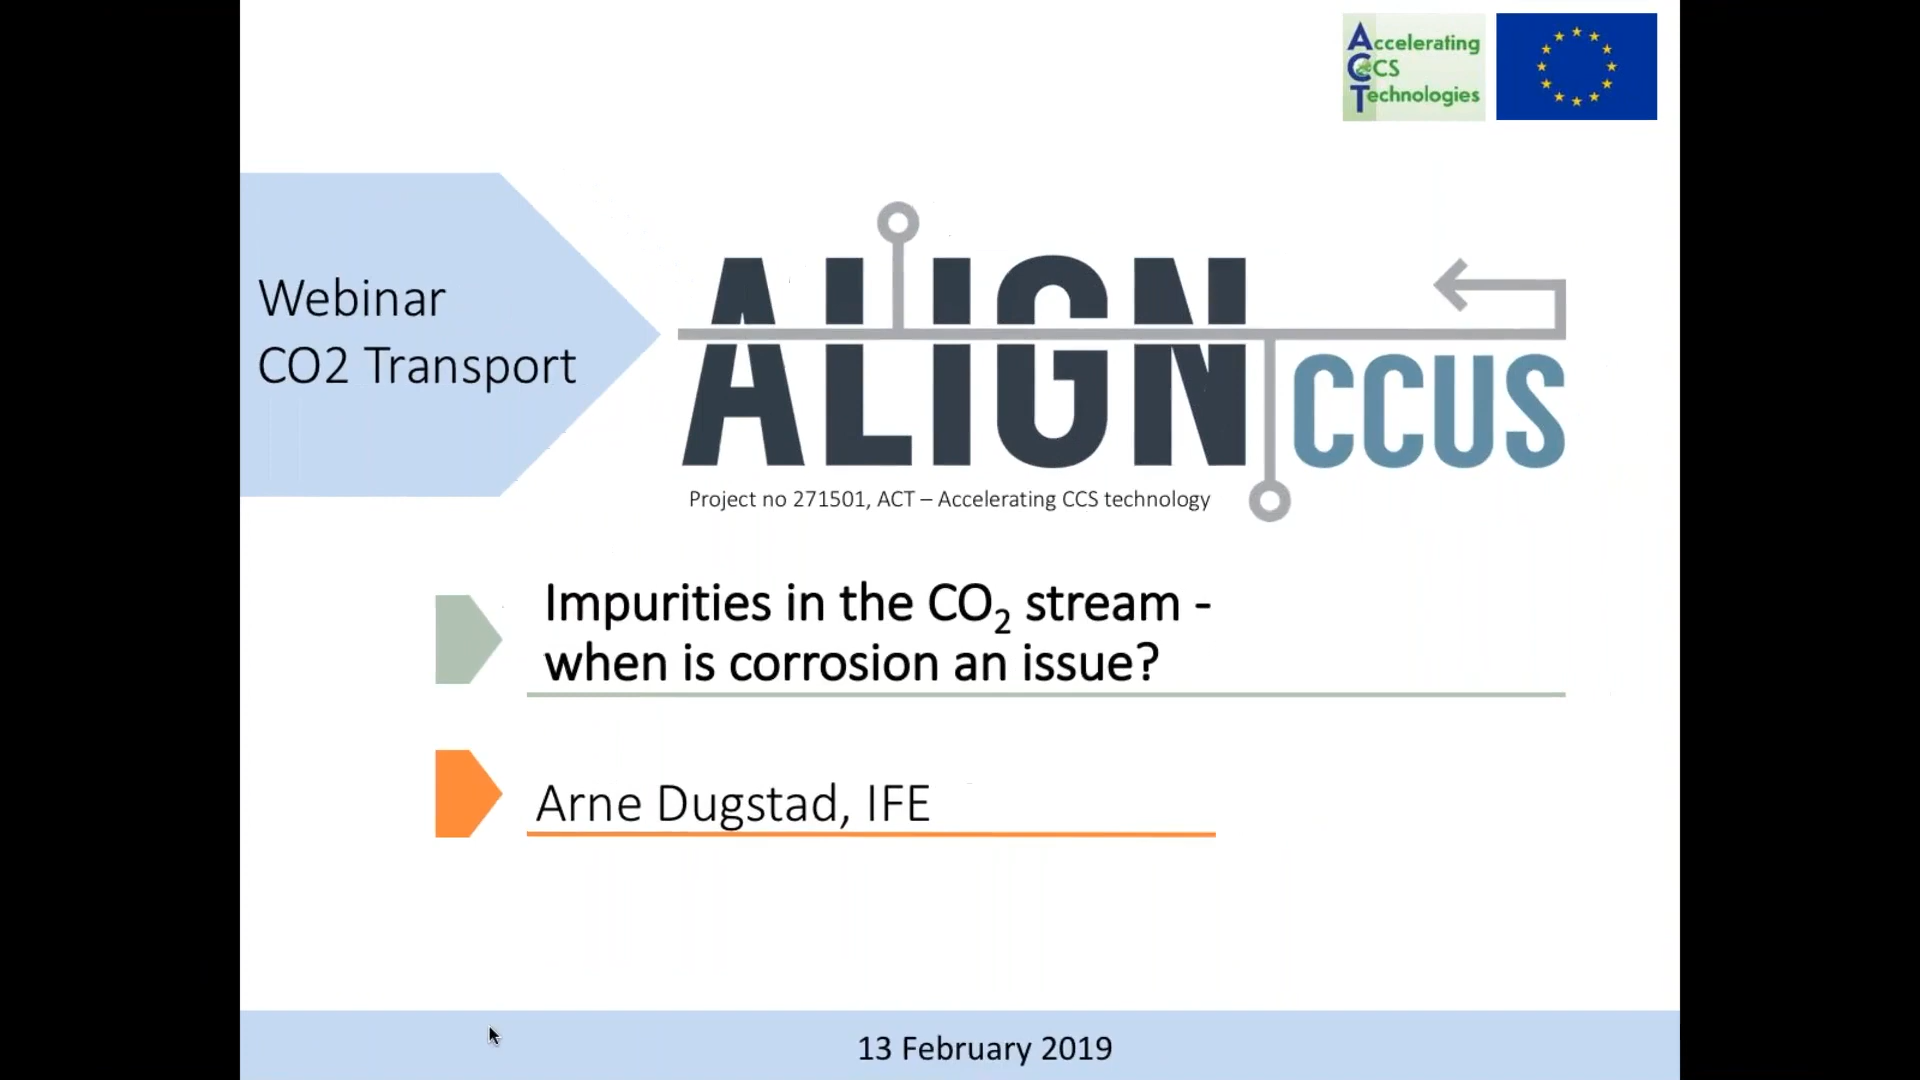 Accelerating
CCS
Technologies
Webinar
CO2 Transport
ALIGN
CCUS
Project no 271501, ACT – Accelerating CCS technology
Impurities in the CO₂ stream -
when is corrosion an issue?
Arne Dugstad, IFE
13 February 2019